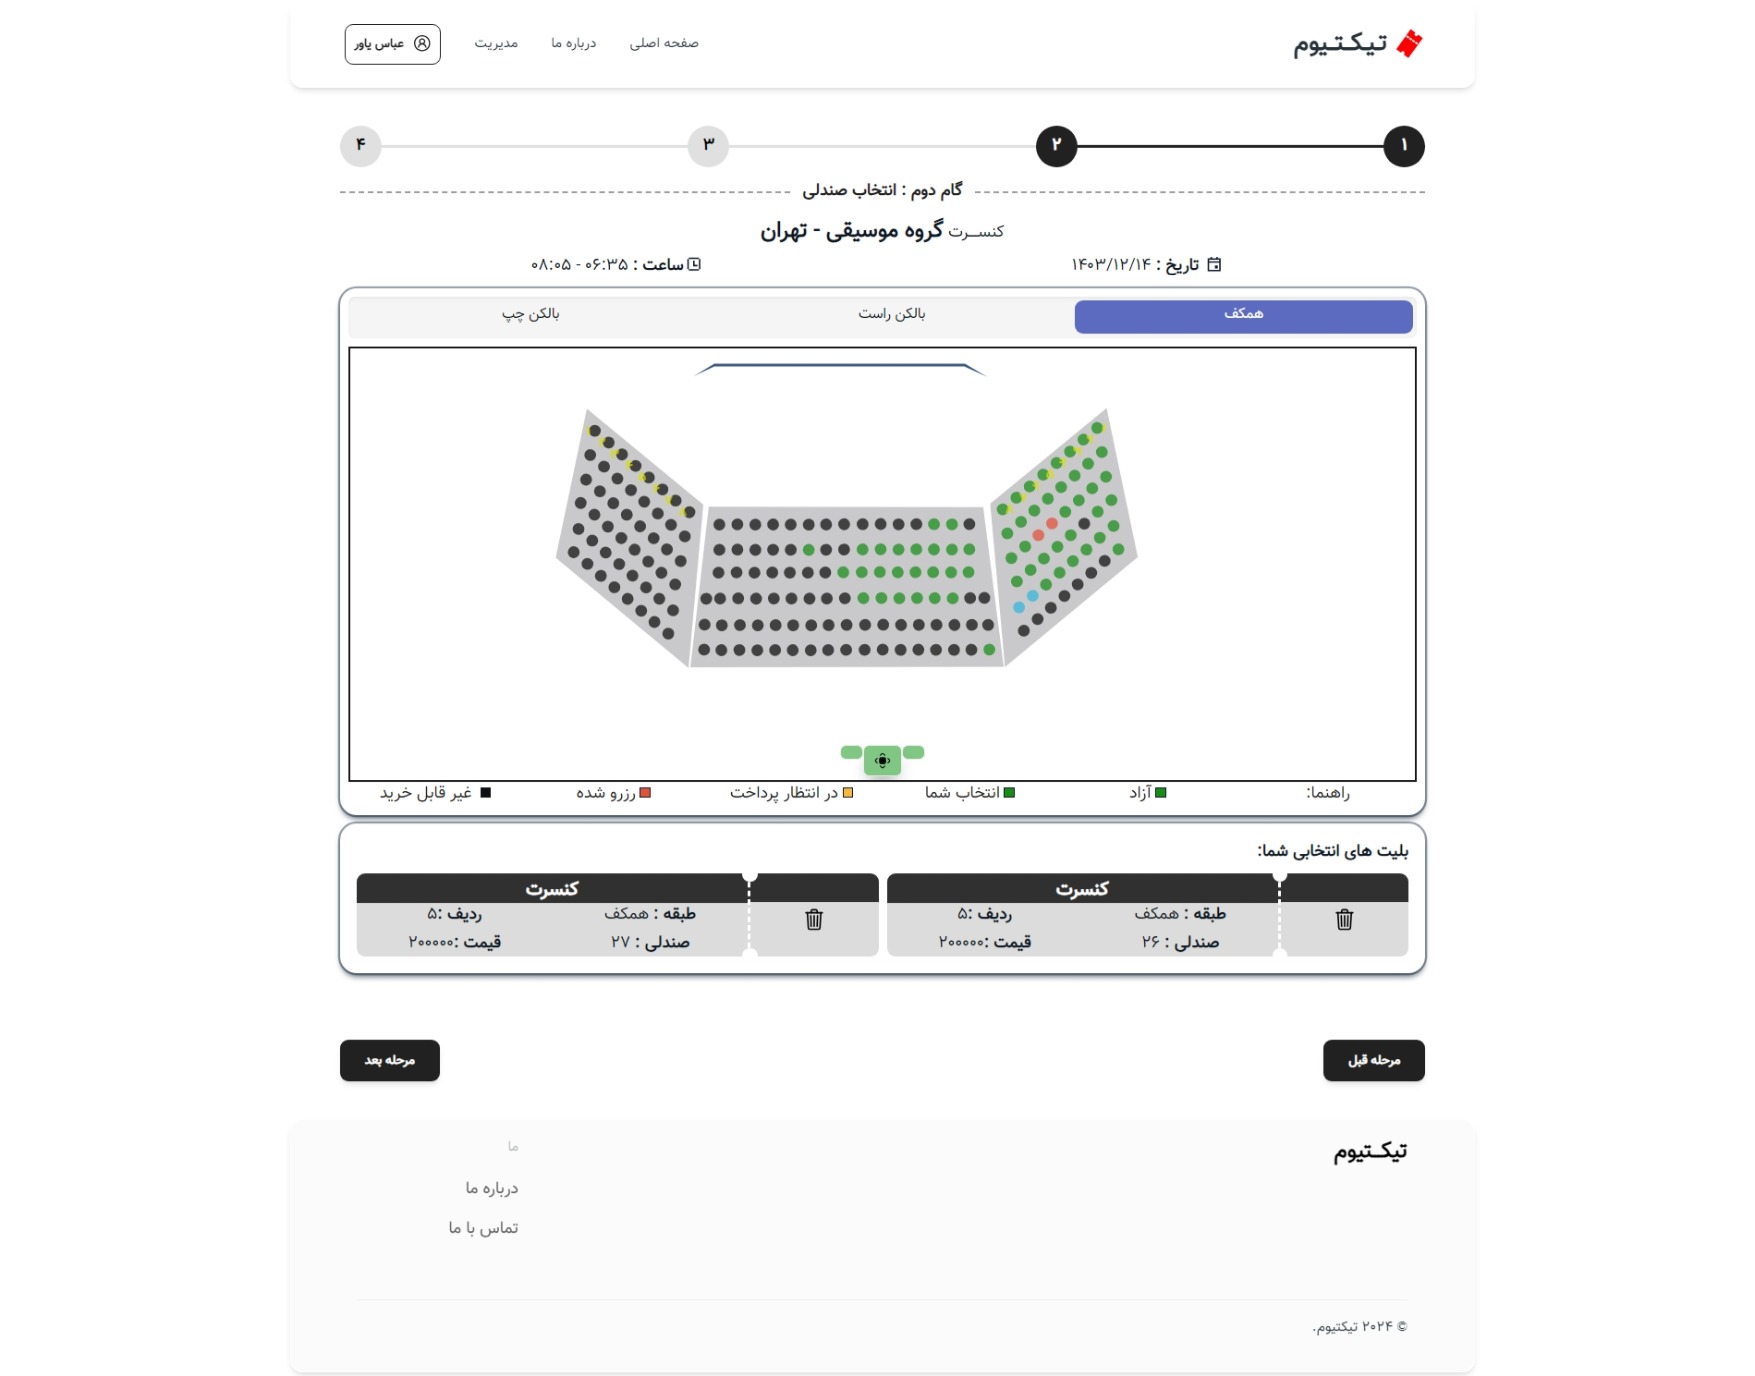 تیکـتـیوم
صفحه اصلی
درباره ما
مدیریت
عباس یاور
۱
۲
۳
۴
گام دوم : انتخاب صندلی
کنســرت گروه موسیقی - تهران
تاریخ : ۱۴۰۳/۱۲/۱۴
ساعت : ۰۶:۳۵ - ۰۸:۰۵
همکف
بالکن راست
بالکن چپ
راهنما:
آزاد
انتخاب شما
در انتظار پرداخت
رزرو شده
غیر قابل خرید
بلیت های انتخابی شما:
کنسرت
طبقه : همکف
ردیف :۵
صندلی : ۲۶
قیمت :۲۰۰۰۰۰
کنسرت
طبقه : همکف
ردیف :۵
صندلی : ۲۷
قیمت :۲۰۰۰۰۰
مرحله قبل
مرحله بعد
تیکـتیوم
ما
درباره ما
تماس با ما
© ۲۰۲۴ تیکتیوم.